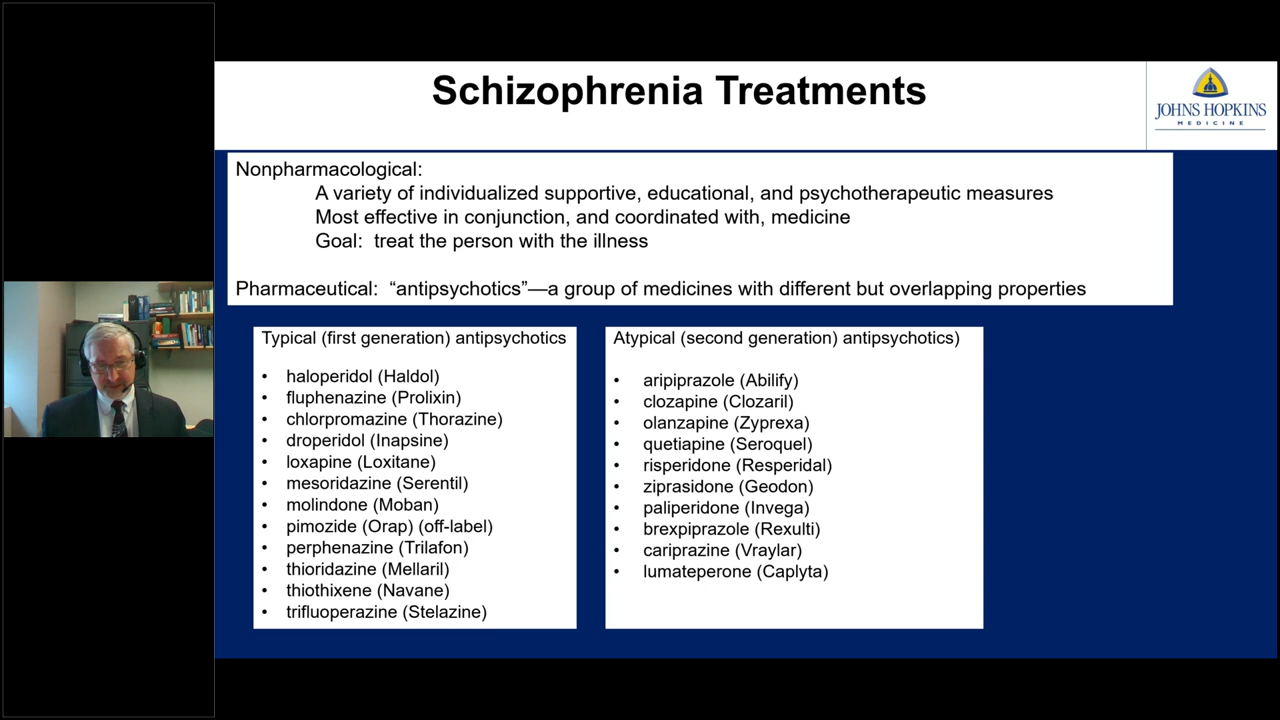 Schizophrenia Treatments
JOHNS HOPKINS
MEDICINE
Nonpharmacological:
A variety of individualized supportive, educational, and psychotherapeutic measures
Most effective in conjunction, and coordinated with, medicine
Goal: treat the person with the illness
Pharmaceutical: “antipsychotics”—a group of medicines with different but overlapping properties
Typical (first generation) antipsychotics
• haloperidol (Haldol)
• fluphenazine (Prolixin)
• chlorpromazine (Thorazine)
• droperidol (Inapsine)
• loxapine (Loxitane)
• mesoridazine (Serentil)
• molindone (Moban)
• pimozide (Orap) (off-label)
• perphenazine (Trilafon)
• thioridazine (Mellaril)
• thiothixene (Navane)
• trifluoperazine (Stelazine)
Atypical (second generation) antipsychotics)
• aripiprazole (Abilify)
• clozapine (Clozaril)
• olanzapine (Zyprexa)
• quetiapine (Seroquel)
• risperidone (Resperidal)
• ziprasidone (Geodon)
• paliperidone (Invega)
• brexpiprazole (Rexulti)
• cariprazine (Vraylar)
• lumateperone (Caplyta)